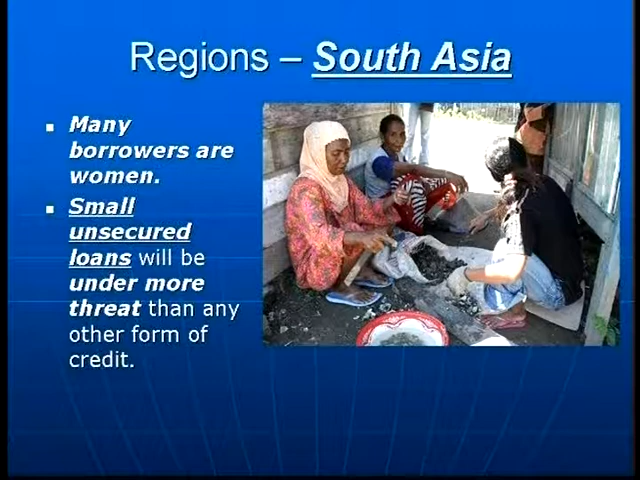 Regions – South Asia
Many
borrowers are
women.
Small
unsecured
loans will be
under more
threat than any
other form of
credit.